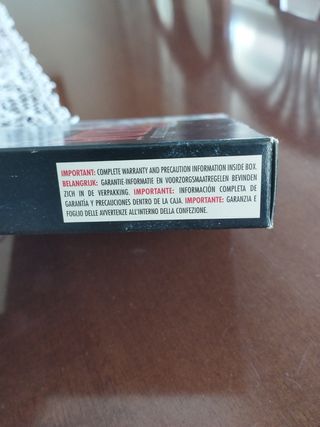 IMPORTANT: COMPLETE WARRANTY AND PRECAUTION INFORMATION INSIDE BOX.
BELANGRIJK: GARANTIE-INFORMATIE EN VOORZORGSMAATREGELEN BEVINDEN
ZICH IN DE VERPAKKING. IMPORTANTE: INFORMACIÓN COMPLETA DE
GARANTÍA Y PRECAUCIONES DENTRO DE LA CAJA. IMPORTANTE: GARANZIA E
FOGLIO DELLE AVVERTENZE ALL'INTERNO DELLA CONFEZIONE.